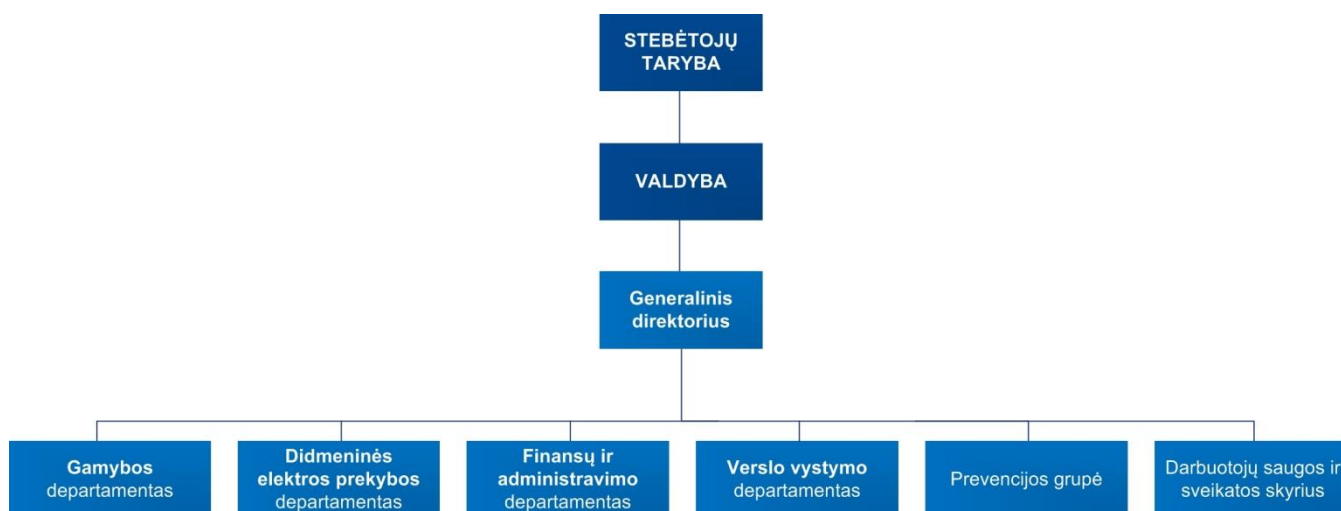 STEBĖTOJŲ
TARYBA
VALDYBA
Generalinis
direktorius
Gamybos
departamentas
Didmeninės
elektros prekybos
departamentas
Finansų ir
administravimo
departamentas
Verslo vystymo
departamentas
Prevencijos grupė
Darbuotojų saugos ir
sveikatos skyrius